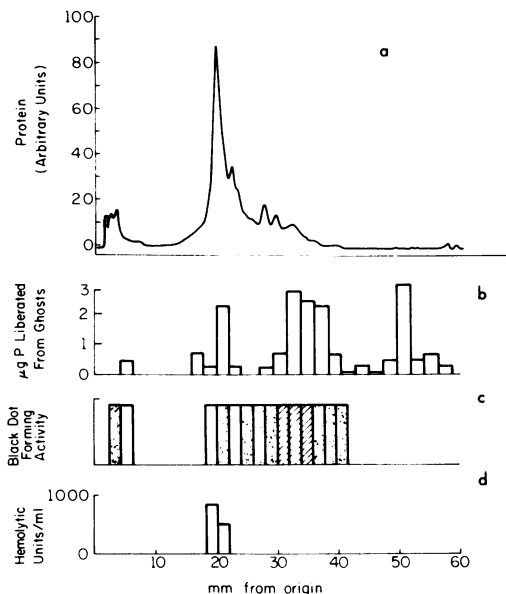 a
100
80
60
40
20
0
Protein
(Arbitrary Units)
b
3
2
1
0
µg P Liberated
From Ghosts
c
Black Dot
Forming
Activity
d
1000
0
Hemolytic
Units/ml
10 20 30 40 50 60
mm from origin